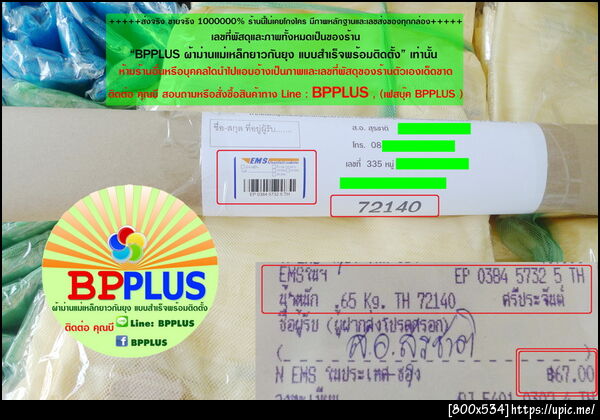 +++++ส่งจริง ขายจริง 1000000% ร้านนี้ไม่เคยโกงใคร มีภาพหลักฐานและเลขส่งของทุกกล่อง+++++
เลขที่พัสดุและภาพทั้งหมดเป็นของร้าน
"BPPLUS ผ้าม่านแม่เหล็กยาวกันยุง แบบสำเร็จพร้อมติดตั้ง" เท่านั้น
ห้ามร้านอื่นหรือบุคคลใดนำไปแอบอ้างเป็นภาพและเลขที่พัสดุของร้านตัวเองเด็ดขาด
ติดต่อ คุณบี สอบถามหรือสั่งซื้อสินค้าทาง Line : BPPLUS , (เฟสบุ๊ค BPPLUS )
ชื่อ-สกุล ที่อยู่ผู้รับ.......
ส.อ. สุรชาติ
โทร. 08
เลขที่ 335 หมู่
EMS
EP 0384 5732 5 TH
72140
BPPLUS
ผ้าม่านแม่เหล็กยาวกันยุง แบบสำเร็จพร้อมติดตั้ง
ติดต่อ คุณบี Line: BPPLUS
BPPLUS
EMSในฯ EP 0384 5732 5 TH
น้ำหนัก .65 Kg. TH 72140 ศรีประจันต์
ชื่อผู้รับ (ผู้ฝากส่งโปรดกรอก)
( ส.อ. สุรชาติ )
N EMS ในประเทศ-ซอง ฿67.00
[800x534] https://upic.me/